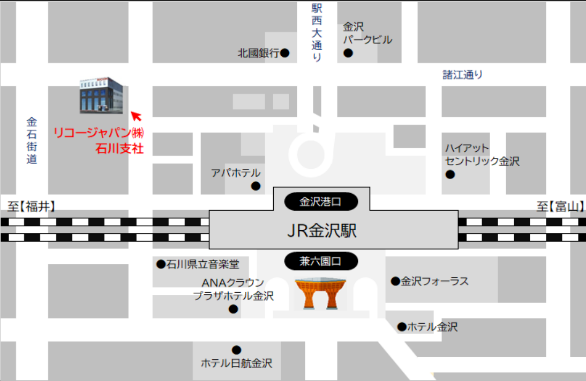 駅西大通り
金沢
パークビル
北國銀行
諸江通り
金石街道
リコージャパン㈱
石川支社
ハイアット
セントリック金沢
アパホテル
至【福井】
金沢港口
至【富山】
JR金沢駅
兼六園口
石川県立音楽堂
ANAクラウン
プラザホテル金沢
金沢フォーラス
ホテル金沢
ホテル日航金沢